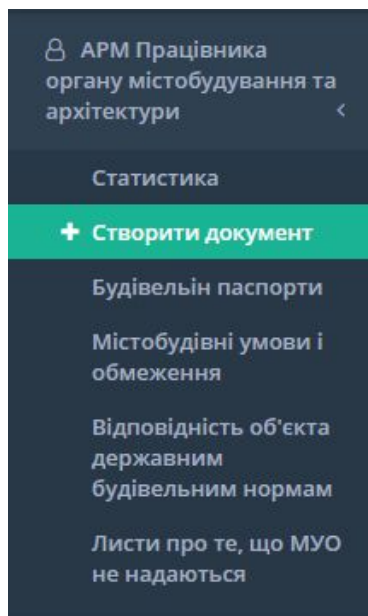 АРМ Працівника
органу містобудування та
архітектури
Статистика
Створити документ
Будівельін паспорти
Містобудівні умови і
обмеження
Відповідність об'єкта
державним
будівельним нормам
Листи про те, що МУО
не надаються